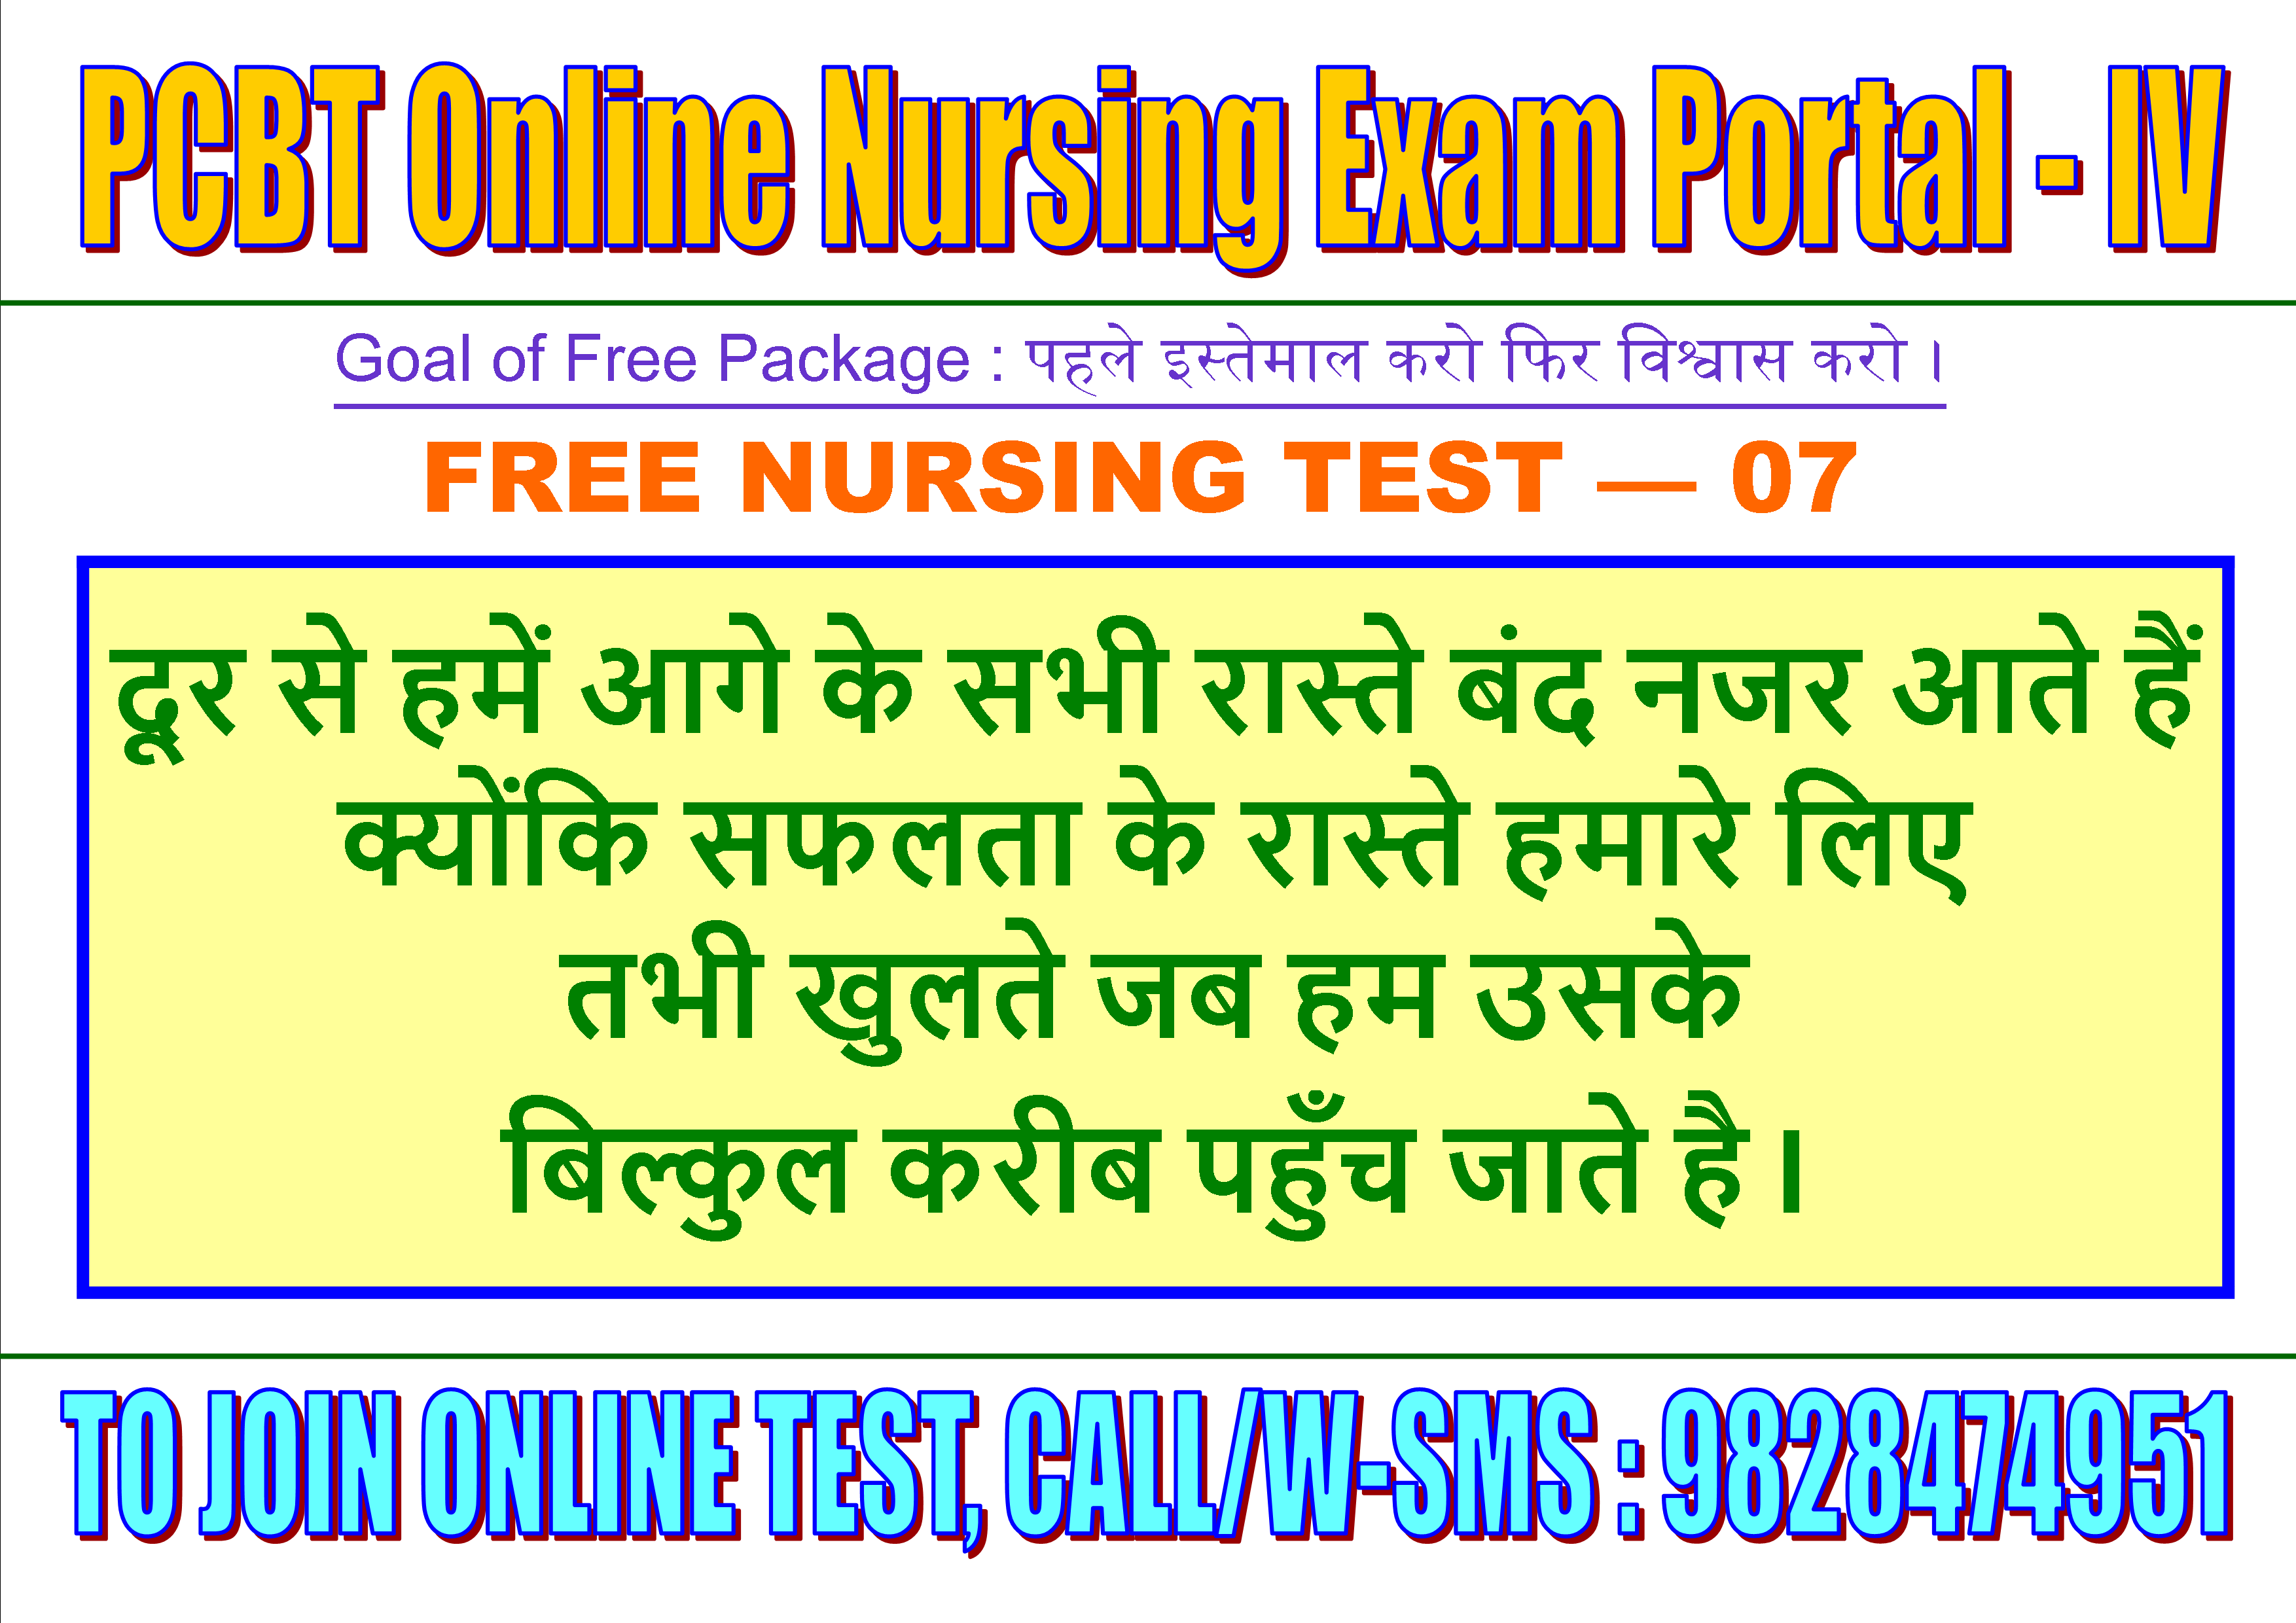 PCBT Online Nursing Exam Portal - IV
Goal of Free Package : पहले इस्तेमाल करो फिर विश्वास करो ।
FREE NURSING TEST — 07
दूर से हमें आगे के सभी रास्ते बंद नजर आते हैं
क्योंकि सफलता के रास्ते हमारे लिए
तभी खुलते जब हम उसके
बिल्कुल करीब पहुँच जाते है ।
TO JOIN ONLINE TEST, CALL/W-SMS : 9828474951